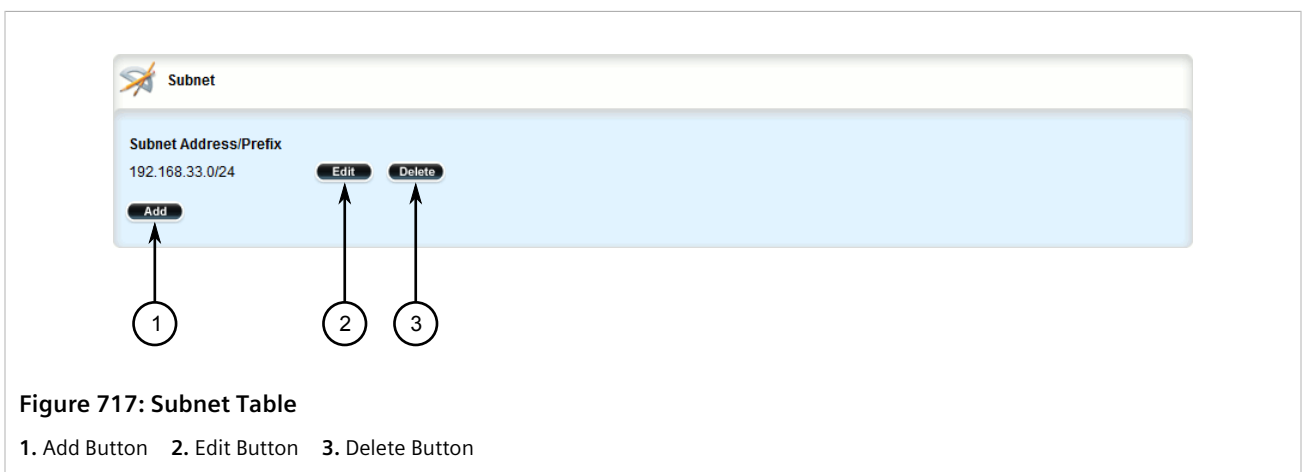 Subnet
Subnet Address/Prefix
192.168.33.0/24 Edit Delete
Add
1 2 3
Figure 717: Subnet Table
1. Add Button 2. Edit Button 3. Delete Button